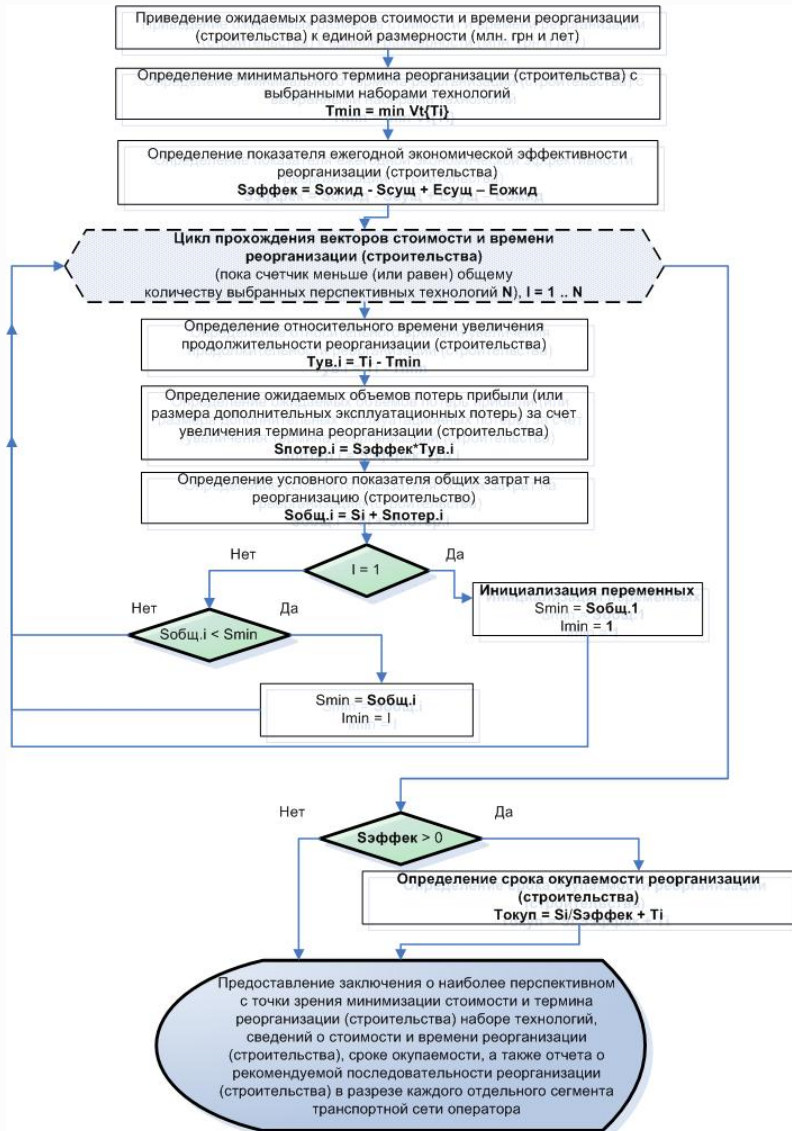 Приведение ожидаемых размеров стоимости и времени реорганизации
(строительства) к единой размерности (млн. грн и лет)
Определение минимального термина реорганизации (строительства) с
выбранными наборами технологий
Tmin = min Vt{Ti}
Определение показателя ежегодной экономической эффективности
реорганизации (строительства)
Sэффек = Sожид - Sсущ + Eсущ – Eожид
Цикл прохождения векторов стоимости и времени
реорганизации (строительства)
(пока счетчик меньше (или равен) общему
количеству выбранных перспективных технологий N), I = 1 .. N
Определение относительного времени увеличения
продолжительности реорганизации (строительства)
Tув.i = Ti - Tmin
Определение ожидаемых объемов потерь прибыли (или
размера дополнительных эксплуатационных потерь) за счет
увеличения термина реорганизации (строительства)
Sпотер.i = Sэффек*Tув.i
Определение условного показателя общих затрат на
реорганизацию (строительство)
Sобщ.i = Si + Sпотер.i
Нет
Да
I = 1
Инициализация переменных
Smin = Sобщ.1
Imin = 1
Нет
Да
Sобщ.i < Smin
Smin = Sобщ.i
Imin = I
Нет
Да
Sэффек > 0
Определение срока окупаемости реорганизации
(строительства)
Tокуп = Si/Sэффек + Ti
Предоставление заключения о наиболее перспективном
с точки зрения минимизации стоимости и термина
реорганизации (строительства) наборе технологий,
сведений о стоимости и времени реорганизации
(строительства), сроке окупаемости, а также отчета о
рекомендуемой последовательности реорганизации
(строительства) в разрезе каждого отдельного сегмента
транспортной сети оператора